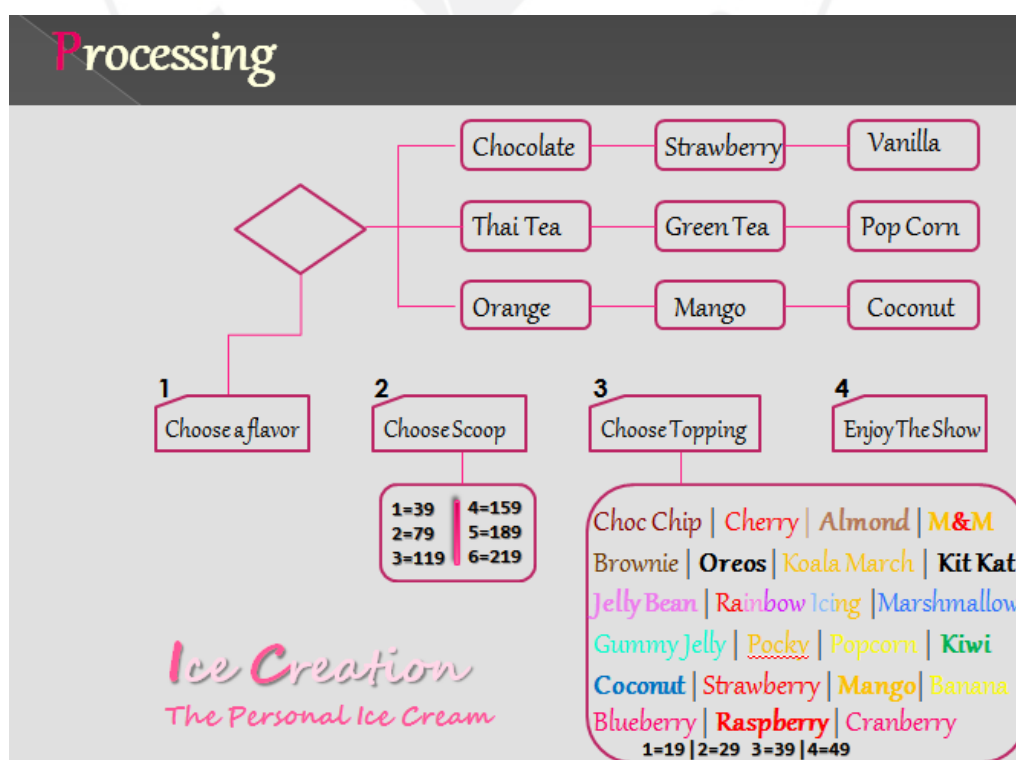 Processing
Chocolate Strawberry Vanilla
Thai Tea Green Tea Pop Corn
Orange Mango Coconut
1 2 3 4
Choose a flavor Choose Scoop Choose Topping Enjoy The Show
1=39 4=159
2=79 5=189
3=119 6=219
Choc Chip | Cherry | Almond | M&M
Brownie | Oreos | Koala March | Kit Kat
Jelly Bean | Rainbow Icing | Marshmallow
Gummy Jelly | Pocky | Popcorn | Kiwi
Coconut | Strawberry | Mango | Banana
Blueberry | Raspberry | Cranberry
1=19 | 2=29 3=39 | 4=49
Ice Creation
The Personal Ice Cream